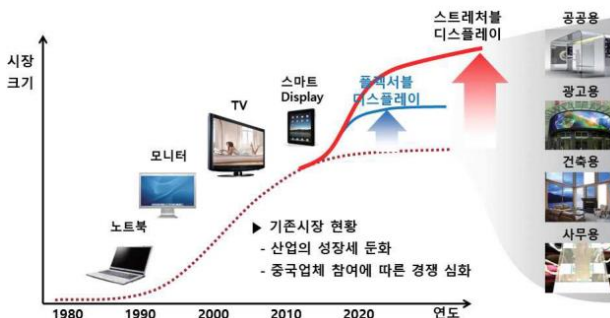 시장
크기
노트북
모니터
TV
스마트
Display
플렉서블
디스플레이
스트레처블
디스플레이
▶ 기존시장 현황
- 산업의 성장세 둔화
- 중국업체 참여에 따른 경쟁 심화
1980 1990 2000 2010 2020 연도
공공용
광고용
건축용
사무용